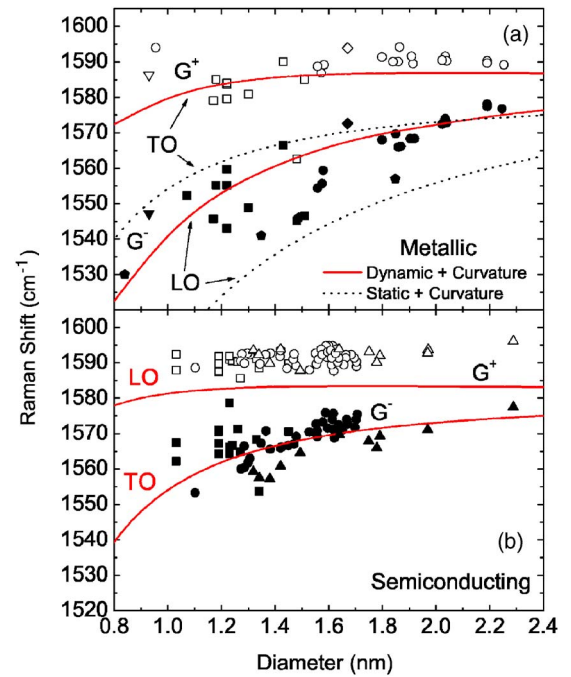 1600
(a)
1590
G+
1580
TO
1570
1560
1550
G-
1540
LO
Metallic
1530
Dynamic + Curvature
Static + Curvature
Raman Shift (cm-1)
1600
(b)
1590
LO
G+
1580
G-
1570
1560
TO
1550
1540
1530
Semiconducting
1520
1510
0.8 1.0 1.2 1.4 1.6 1.8 2.0 2.2 2.4
Diameter (nm)